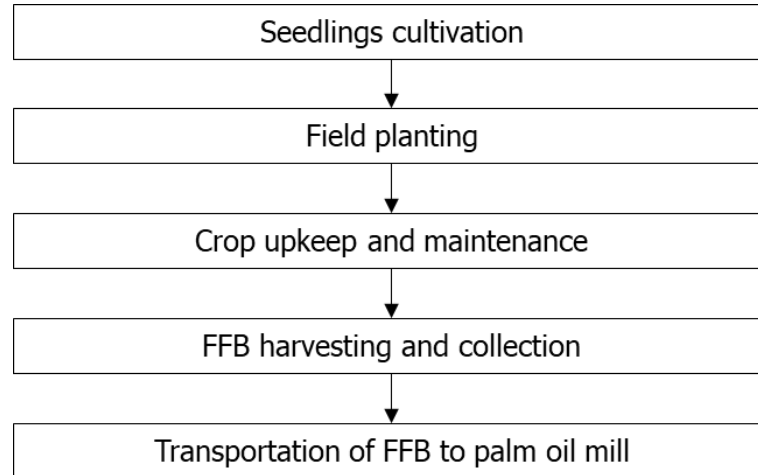 Seedlings cultivation
Field planting
Crop upkeep and maintenance
FFB harvesting and collection
Transportation of FFB to palm oil mill